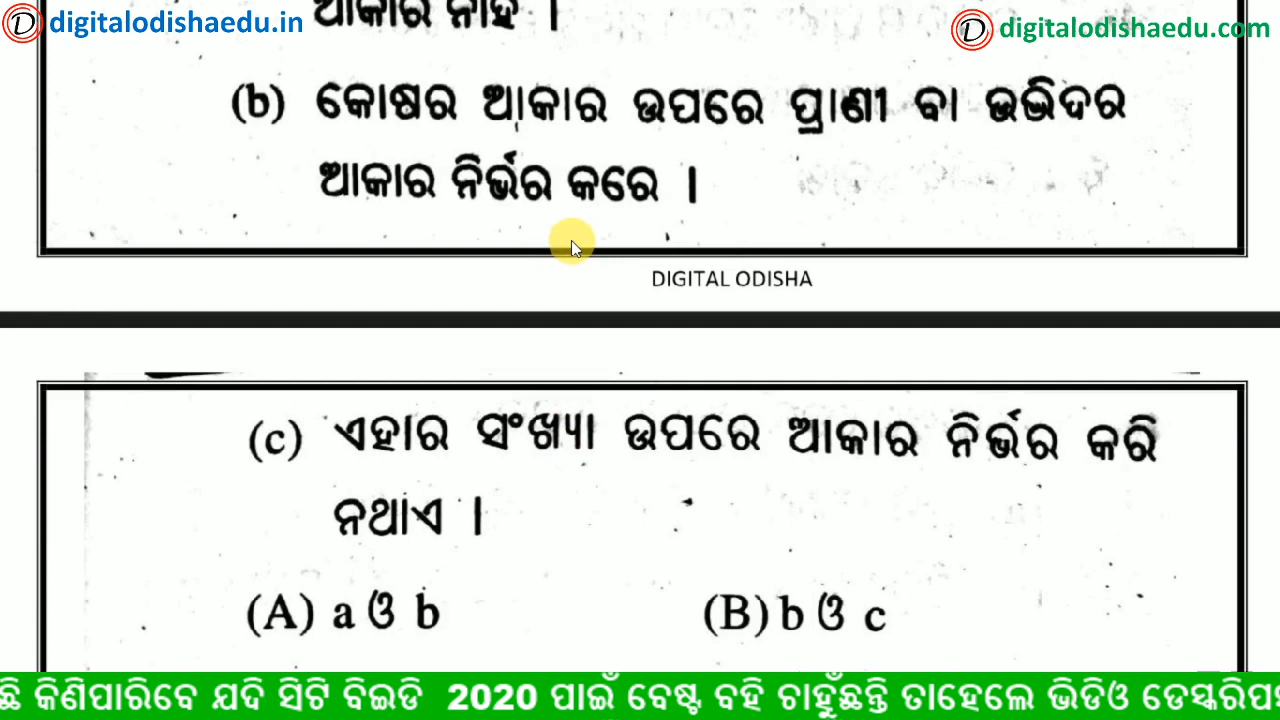 digitalodishaedu.in
digitalodishaedu.com
ଆକାର ନାହିଁ ।
(b) କୋଷର ଆକାର ଉପରେ ପ୍ରାଣୀ ବା ଉଦ୍ଭିଦର
ଆକାର ନିର୍ଭର କରେ ।
DIGITAL ODISHA
(c) ଏହାର ସଂଖ୍ୟା ଉପରେ ଆକାର ନିର୍ଭର କରି
ନଥାଏ ।
(A) a ଓ b (B) b ଓ c
କିଣିପାରିବେ ଯଦି ସିଟି ବିଇଡି 2020 ପାଇଁ ବେଷ୍ଟ ବହି ଚାହୁଁଛନ୍ତି ତାହେଲେ ଭିଡିଓ